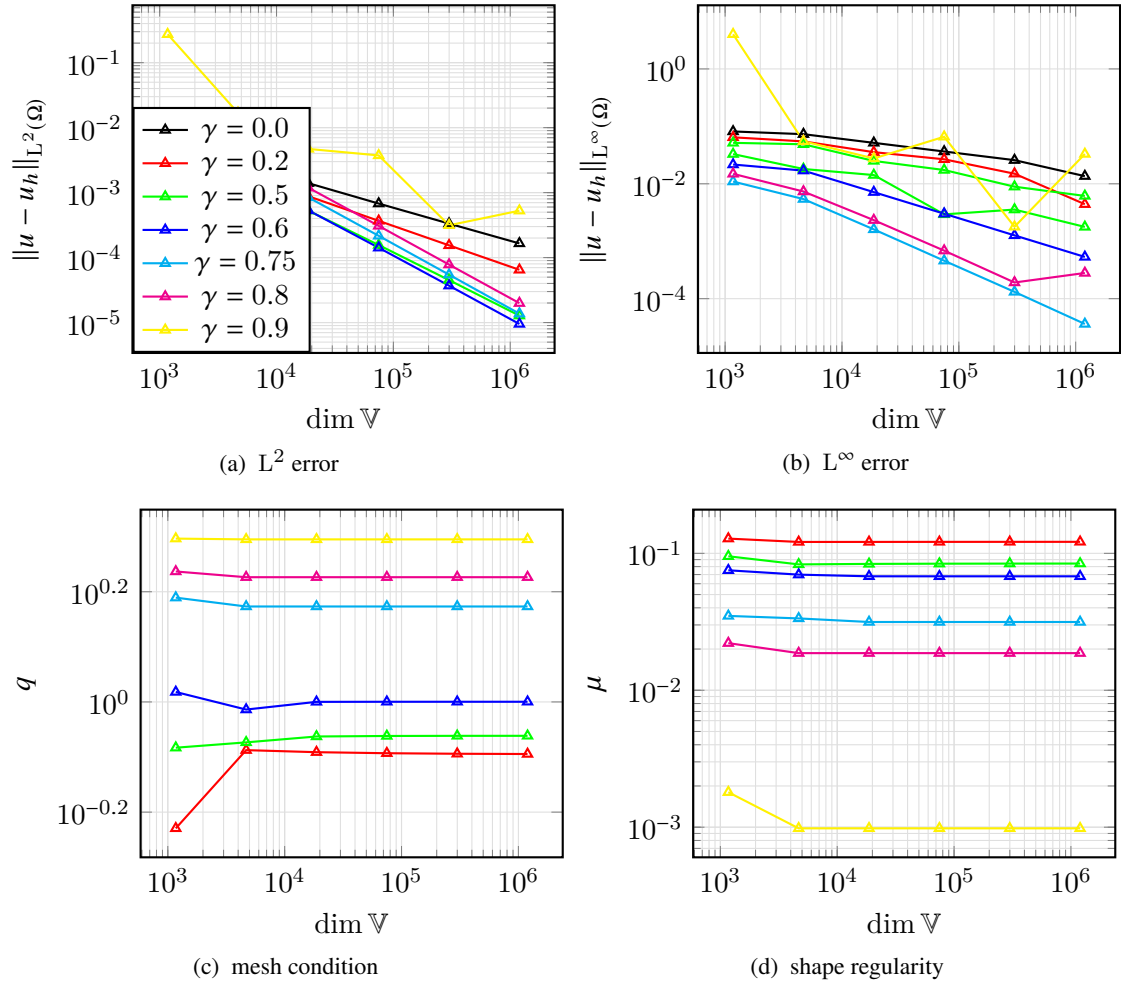 10^{-1}
10^{-2}
10^{-3}
10^{-4}
10^{-5}
‖u − u_h‖_{L^2(Ω)}
γ = 0.0
γ = 0.2
γ = 0.5
γ = 0.6
γ = 0.75
γ = 0.8
γ = 0.9
10^3 10^4 10^5 10^6
dim 𝕍
(a) L^2 error
10^0
10^{-2}
10^{-4}
‖u − u_h‖_{L^∞(Ω)}
10^3 10^4 10^5 10^6
dim 𝕍
(b) L^∞ error
10^{0.2}
10^0
10^{-0.2}
q
10^3 10^4 10^5 10^6
dim 𝕍
(c) mesh condition
10^{-1}
10^{-2}
10^{-3}
μ
10^3 10^4 10^5 10^6
dim 𝕍
(d) shape regularity